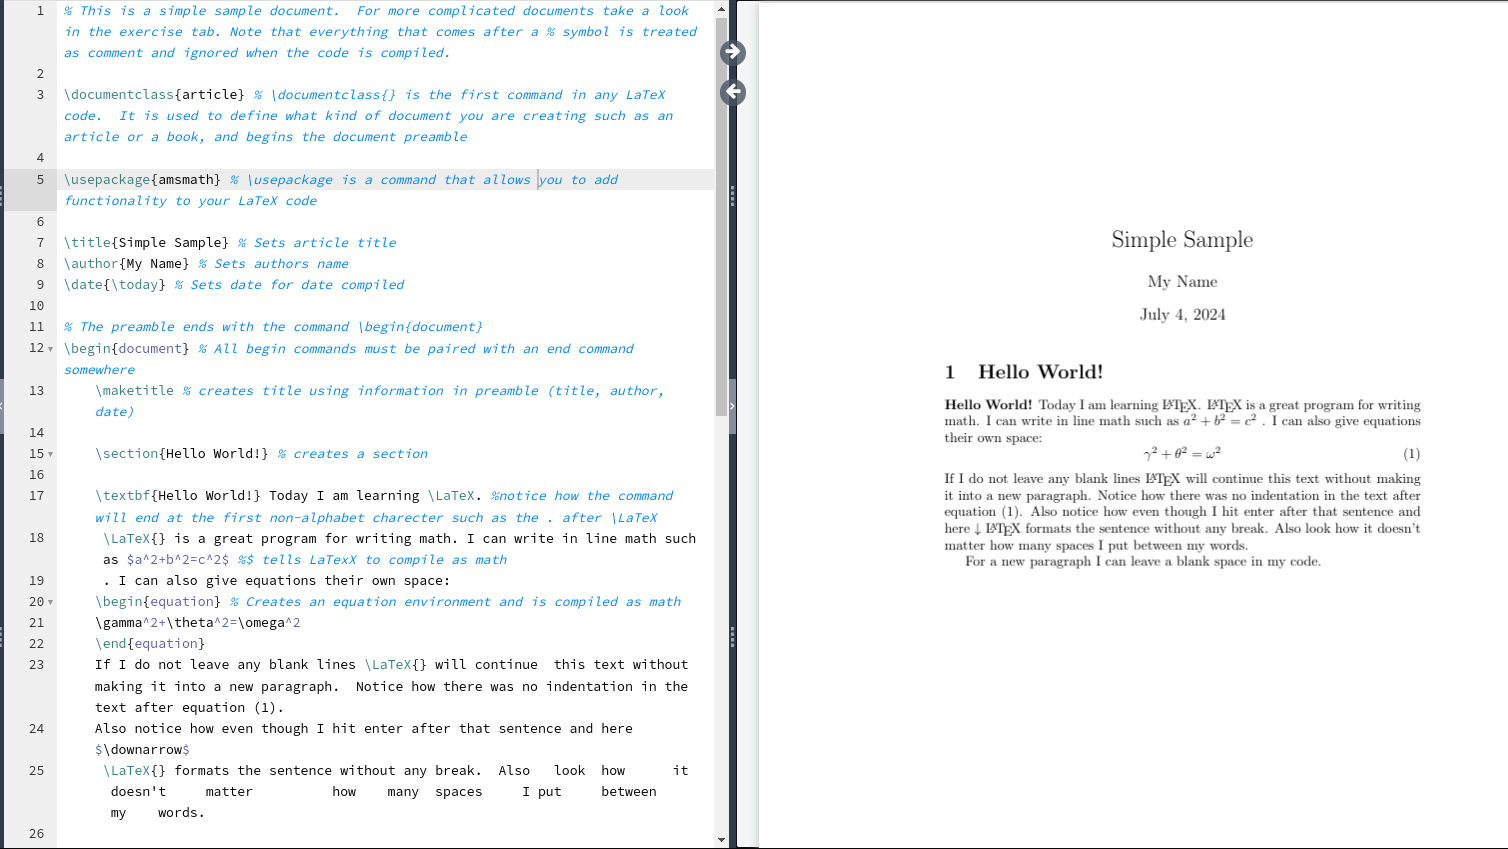 1 % This is a simple sample document.  For more complicated documents take a look
in the exercise tab. Note that everything that comes after a % symbol is treated
as comment and ignored when the code is compiled.
2
3 \documentclass{article} % \documentclass{} is the first command in any LaTeX
code.  It is used to define what kind of document you are creating such as an
article or a book, and begins the document preamble
4
5 \usepackage{amsmath} % \usepackage is a command that allows you to add
functionality to your LaTeX code
6
7 \title{Simple Sample} % Sets article title
8 \author{My Name} % Sets authors name
9 \date{\today} % Sets date for date compiled
10
11 % The preamble ends with the command \begin{document}
12 \begin{document} % All begin commands must be paired with an end command
somewhere
13 \maketitle % creates title using information in preamble (title, author,
date)
14
15 \section{Hello World!} % creates a section
16
17 \textbf{Hello World!} Today I am learning \LaTeX. %notice how the command
will end at the first non-alphabet charecter such as the . after \LaTeX
18 \LaTeX{} is a great program for writing math. I can write in line math such
as $a^2+b^2=c^2$ %$ tells LaTexX to compile as math
19 . I can also give equations their own space:
20 \begin{equation} % Creates an equation environment and is compiled as math
21 \gamma^2+\theta^2=\omega^2
22 \end{equation}
23 If I do not leave any blank lines \LaTeX{} will continue  this text without
making it into a new paragraph.  Notice how there was no indentation in the
text after equation (1).
24 Also notice how even though I hit enter after that sentence and here
$\downarrow$
25 \LaTeX{} formats the sentence without any break.  Also   look  how      it
doesn't     matter          how    many  spaces     I put     between
my    words.
26
Simple Sample
My Name
July 4, 2024
1 Hello World!
Hello World! Today I am learning LaTeX. LaTeX is a great program for writing
math. I can write in line math such as a² + b² = c² . I can also give equations
their own space:
γ² + θ² = ω² (1)
If I do not leave any blank lines LaTeX will continue this text without making
it into a new paragraph. Notice how there was no indentation in the text after
equation (1). Also notice how even though I hit enter after that sentence and
here ↓ LaTeX formats the sentence without any break. Also look how it doesn't
matter how many spaces I put between my words.
For a new paragraph I can leave a blank space in my code.